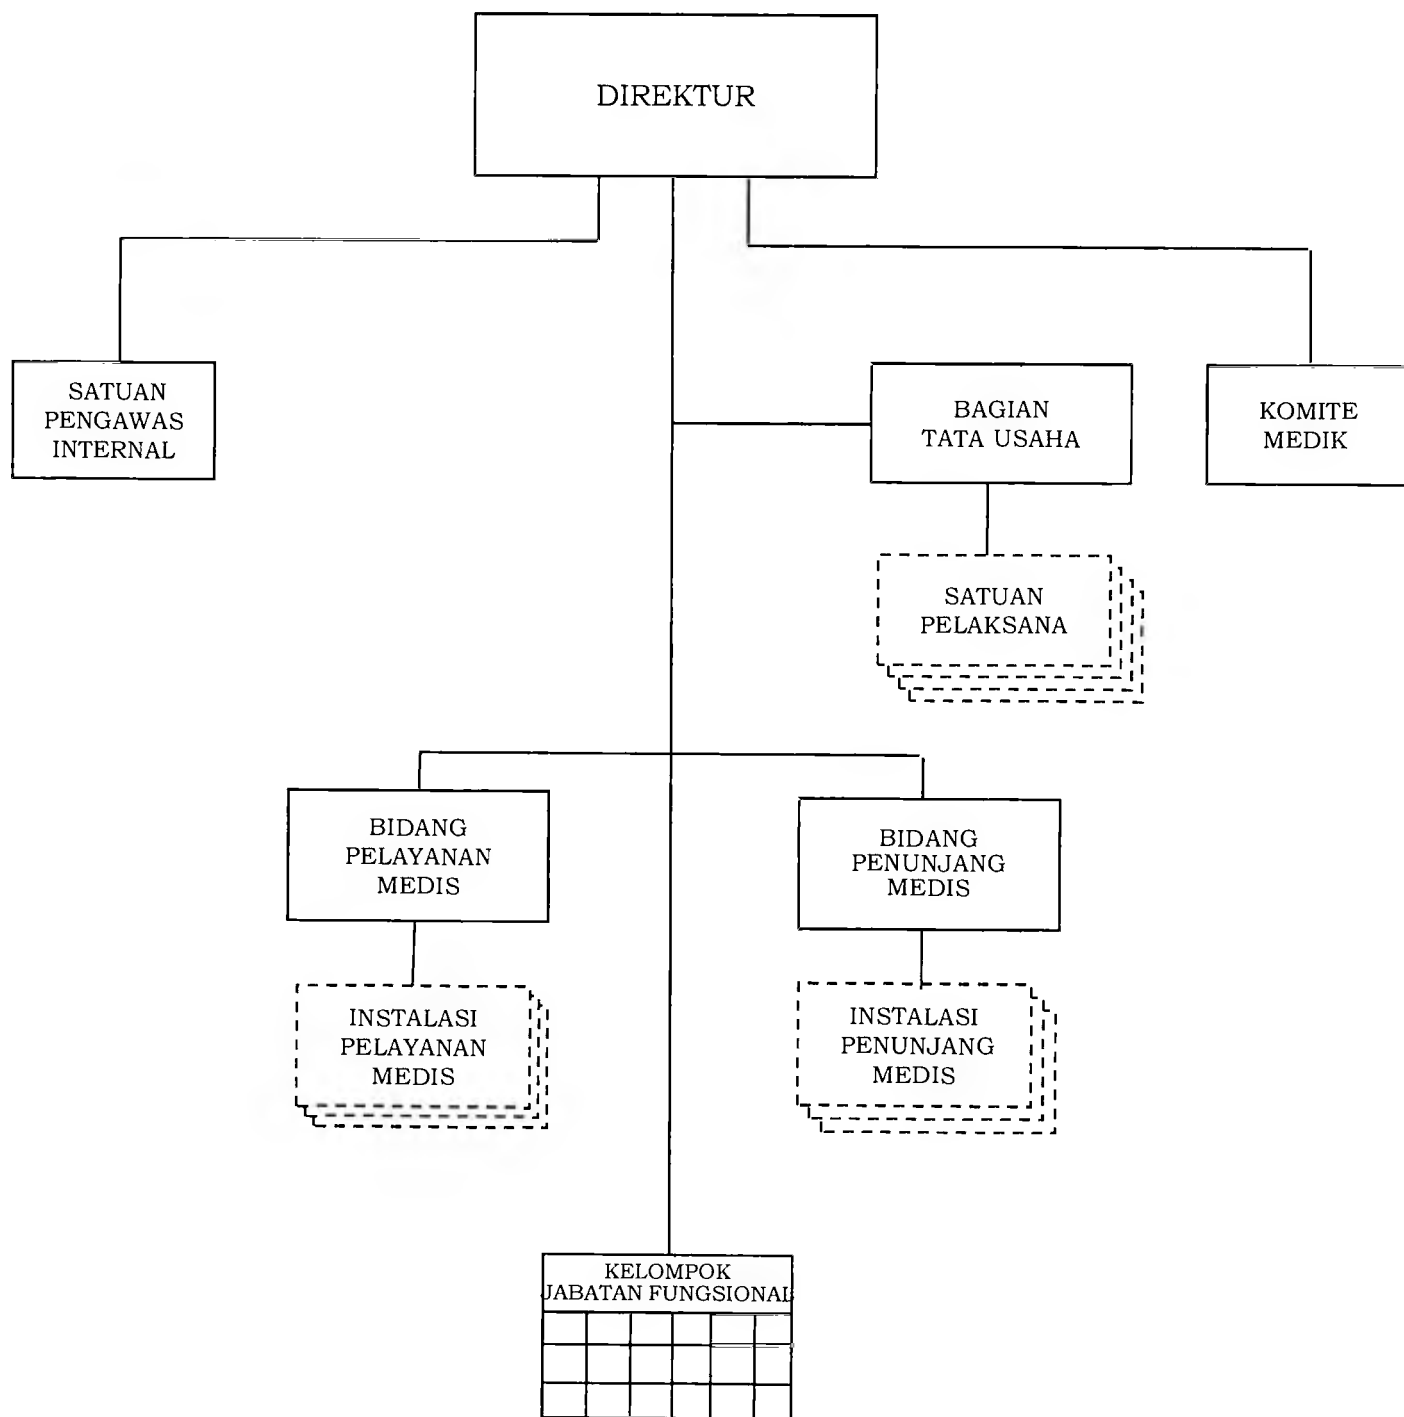 DIREKTUR
SATUAN
PENGAWAS
INTERNAL
BAGIAN
TATA USAHA
KOMITE
MEDIK
SATUAN
PELAKSANA
BIDANG
PELAYANAN
MEDIS
BIDANG
PENUNJANG
MEDIS
INSTALASI
PELAYANAN
MEDIS
INSTALASI
PENUNJANG
MEDIS
KELOMPOK
JABATAN FUNGSIONAL